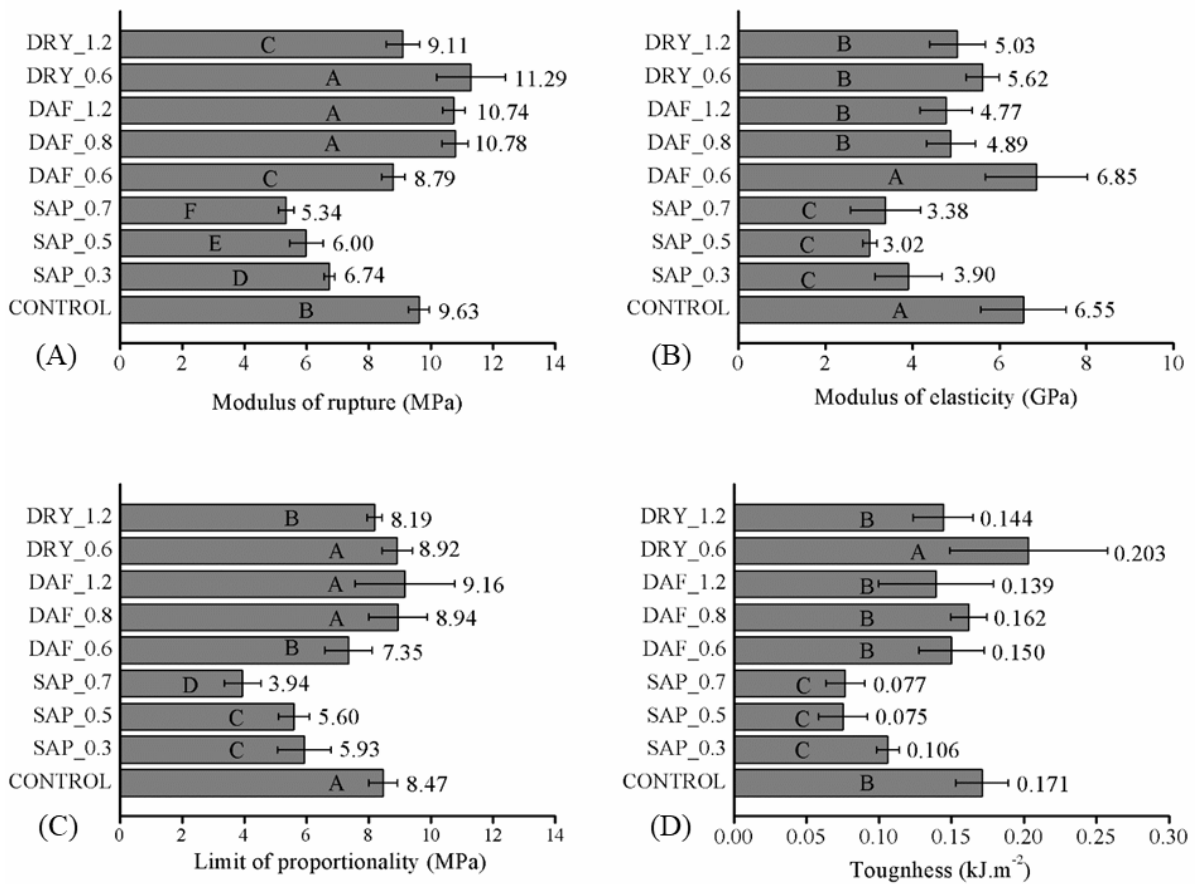 DRY_1.2 C 9.11
DRY_0.6 A 11.29
DAF_1.2 A 10.74
DAF_0.8 A 10.78
DAF_0.6 C 8.79
SAP_0.7 F 5.34
SAP_0.5 E 6.00
SAP_0.3 D 6.74
CONTROL B 9.63
0 2 4 6 8 10 12 14
(A)
Modulus of rupture (MPa)
DRY_1.2 B 5.03
DRY_0.6 B 5.62
DAF_1.2 B 4.77
DAF_0.8 B 4.89
DAF_0.6 A 6.85
SAP_0.7 C 3.38
SAP_0.5 C 3.02
SAP_0.3 C 3.90
CONTROL A 6.55
0 2 4 6 8 10
(B)
Modulus of elasticity (GPa)
DRY_1.2 B 8.19
DRY_0.6 A 8.92
DAF_1.2 A 9.16
DAF_0.8 A 8.94
DAF_0.6 B 7.35
SAP_0.7 D 3.94
SAP_0.5 C 5.60
SAP_0.3 C 5.93
CONTROL A 8.47
(C)
0 2 4 6 8 10 12 14
Limit of proportionality (MPa)
DRY_1.2 B 0.144
DRY_0.6 A 0.203
DAF_1.2 B 0.139
DAF_0.8 B 0.162
DAF_0.6 B 0.150
SAP_0.7 C 0.077
SAP_0.5 C 0.075
SAP_0.3 C 0.106
CONTROL B 0.171
(D)
0.00 0.05 0.10 0.15 0.20 0.25 0.30
Tougnhess (kJ.m⁻²)